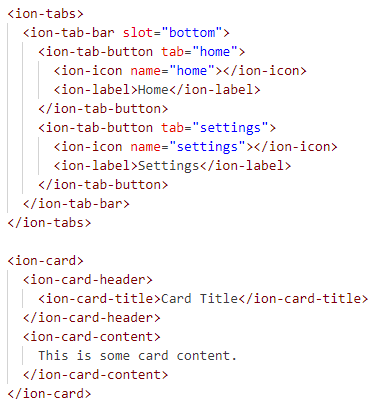 <ion-tabs>
  <ion-tab-bar slot="bottom">
    <ion-tab-button tab="home">
      <ion-icon name="home"></ion-icon>
      <ion-label>Home</ion-label>
    </ion-tab-button>
    <ion-tab-button tab="settings">
      <ion-icon name="settings"></ion-icon>
      <ion-label>Settings</ion-label>
    </ion-tab-button>
  </ion-tab-bar>
</ion-tabs>

<ion-card>
  <ion-card-header>
    <ion-card-title>Card Title</ion-card-title>
  </ion-card-header>
  <ion-card-content>
    This is some card content.
  </ion-card-content>
</ion-card>